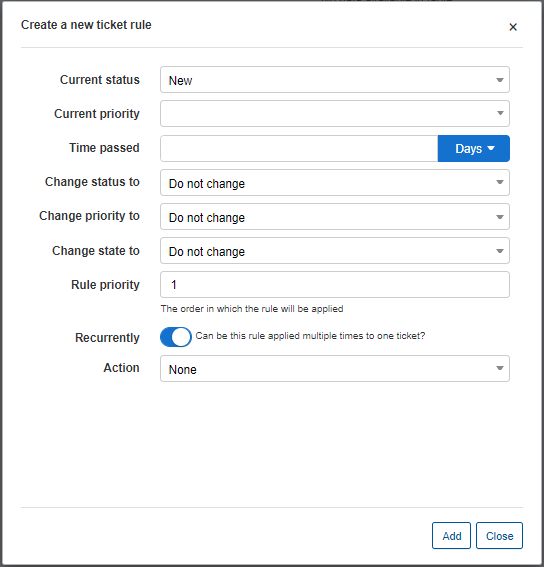 Create a new ticket rule ×
Current status New
Current priority
Time passed Days
Change status to Do not change
Change priority to Do not change
Change state to Do not change
Rule priority 1
The order in which the rule will be applied
Recurrently Can be this rule applied multiple times to one ticket?
Action None
Add Close